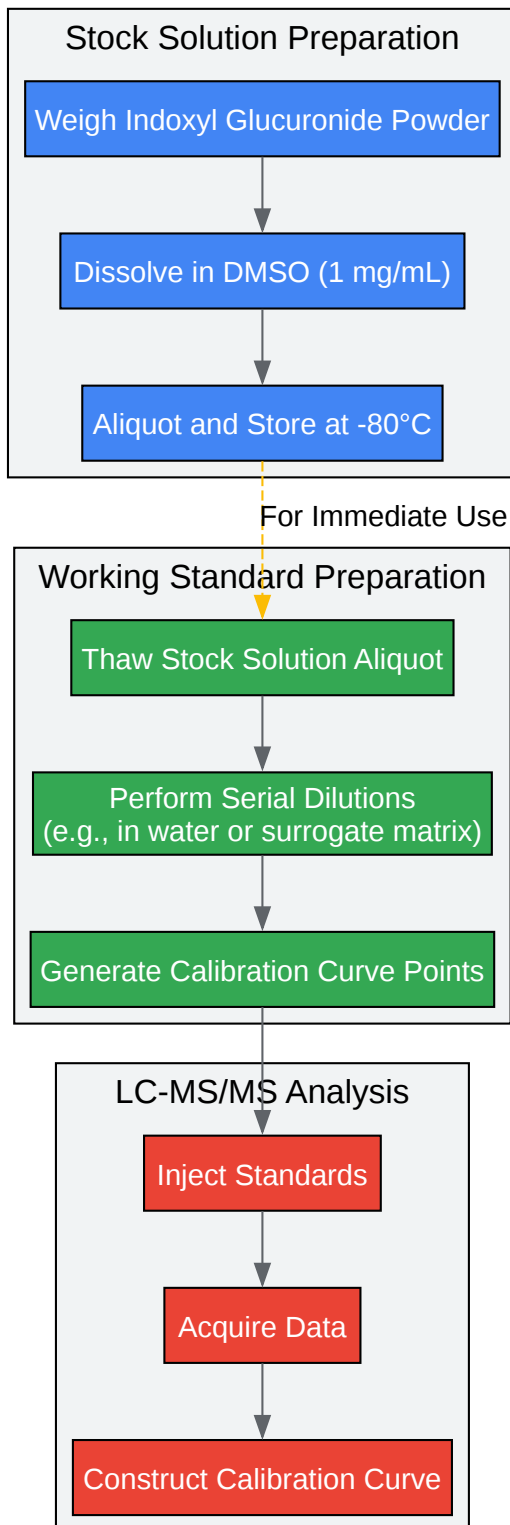 Stock Solution Preparation
Weigh Indoxyl Glucuronide Powder
Dissolve in DMSO (1 mg/mL)
Aliquot and Store at -80°C
For Immediate Use
Working Standard Preparation
Thaw Stock Solution Aliquot
Perform Serial Dilutions
(e.g., in water or surrogate matrix)
Generate Calibration Curve Points
LC-MS/MS Analysis
Inject Standards
Acquire Data
Construct Calibration Curve